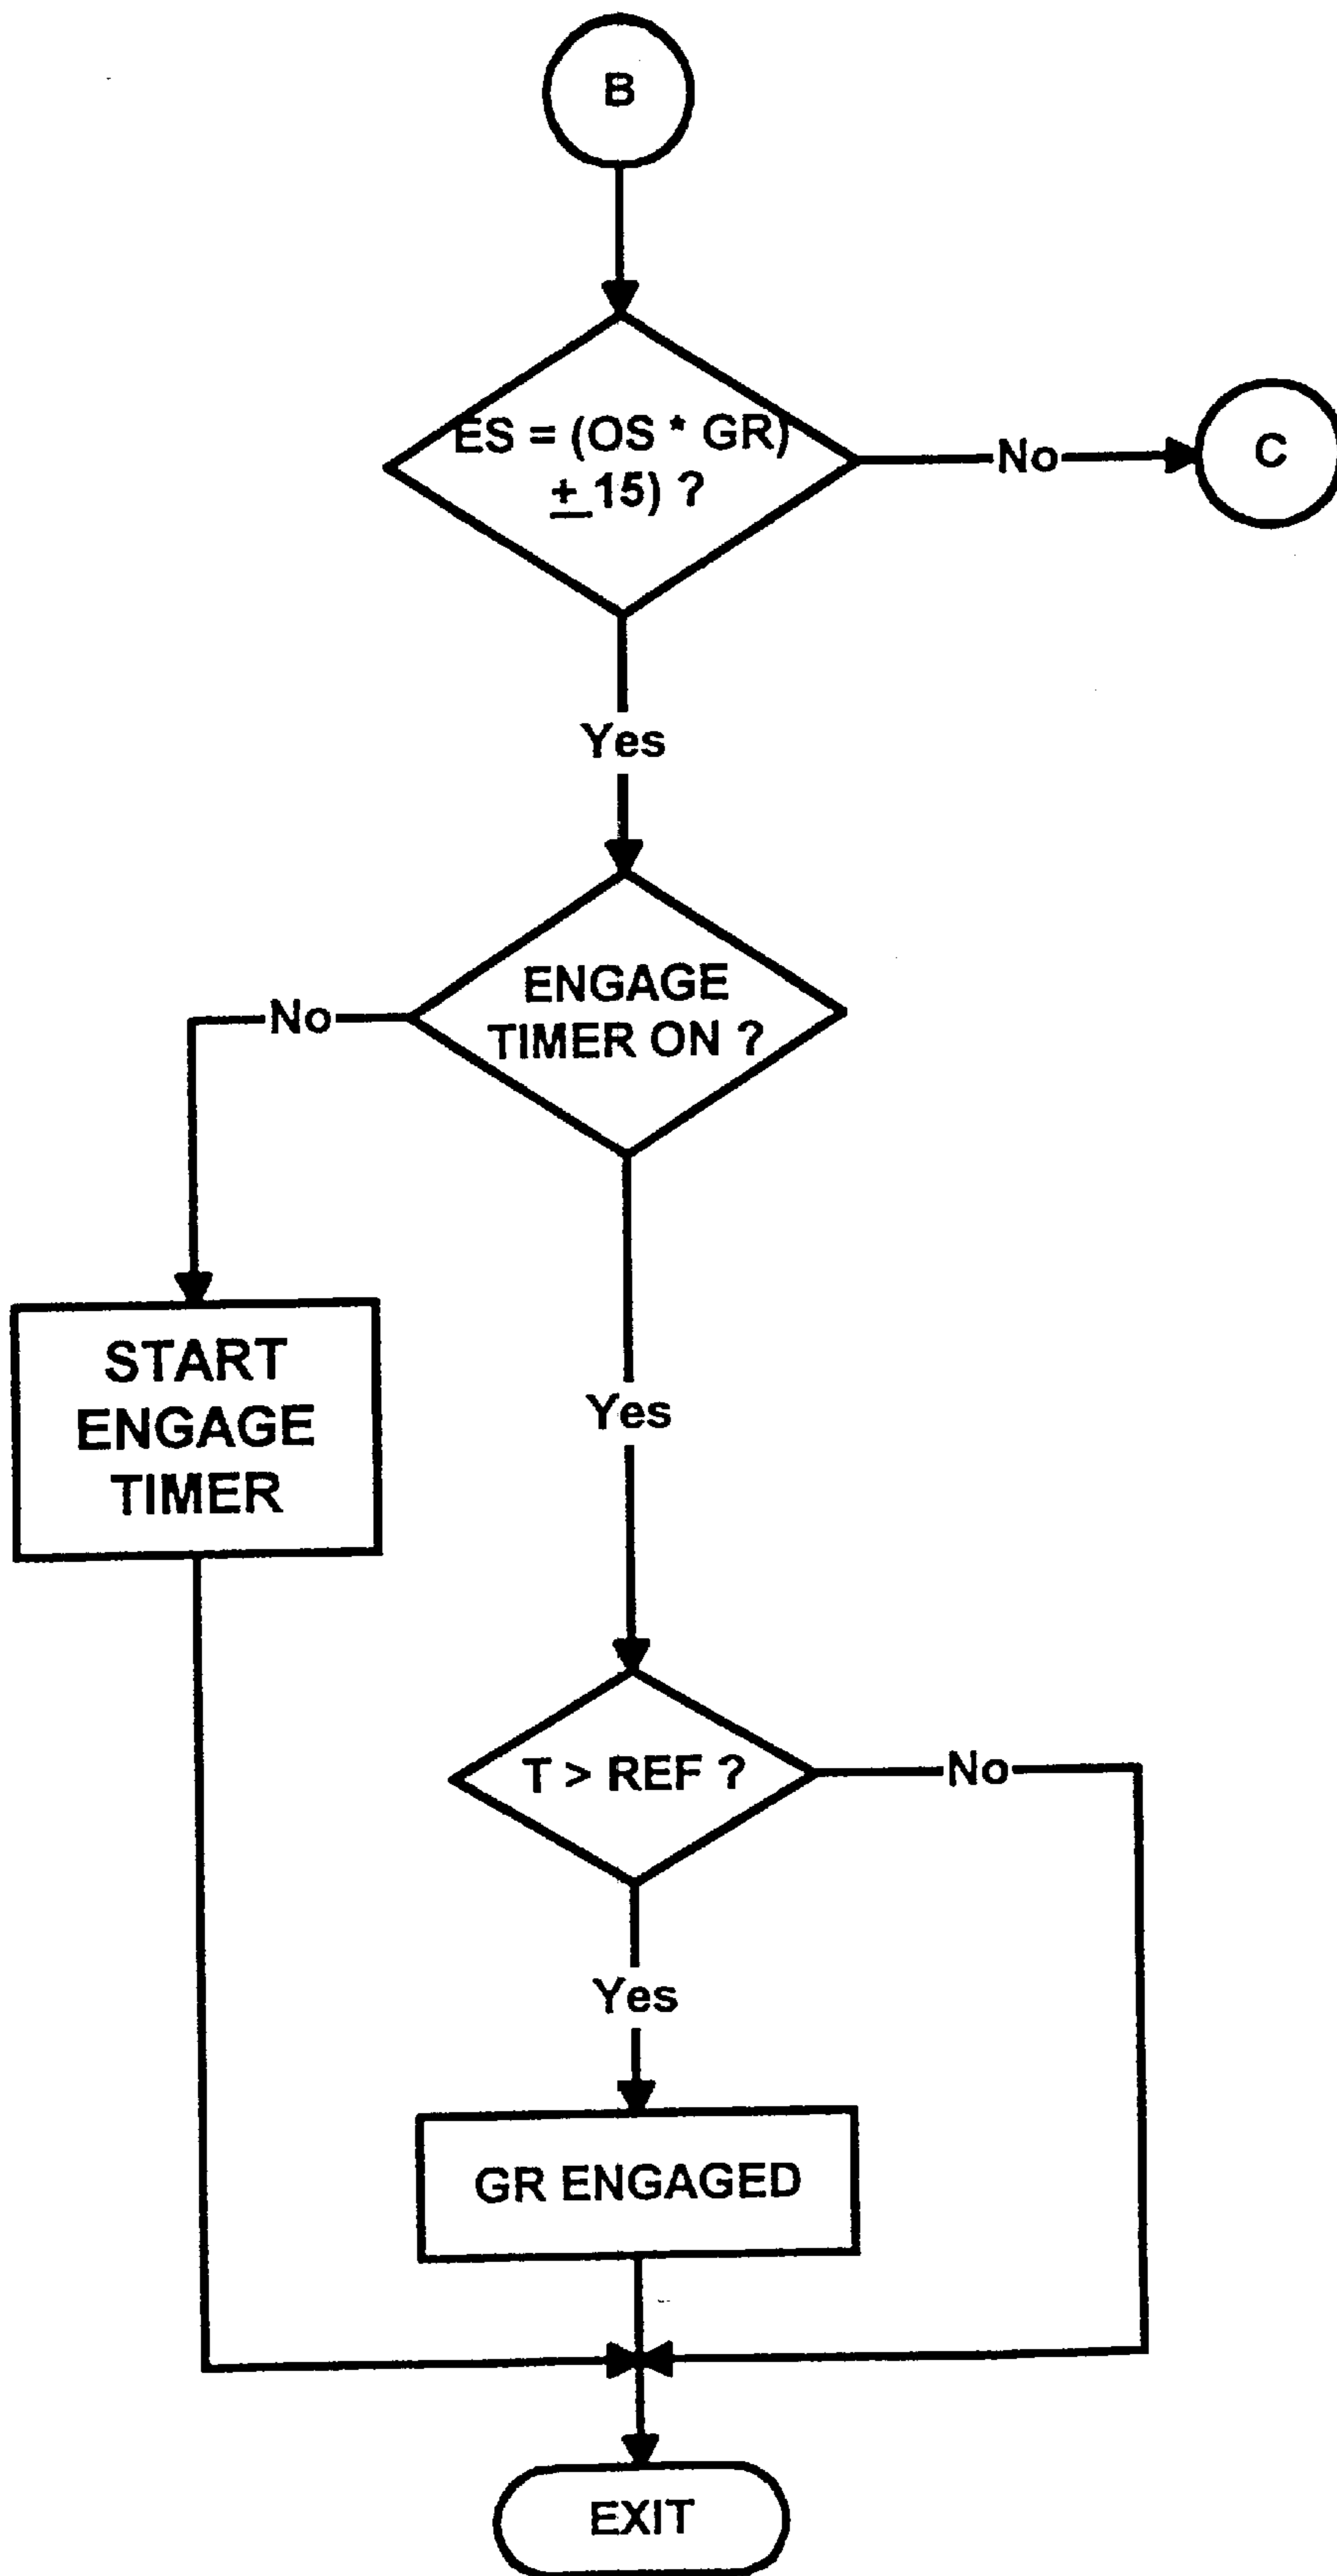 B
ES = (OS * GR)
± 15) ?
No
C
Yes
ENGAGE
TIMER ON ?
No
START
ENGAGE
TIMER
Yes
T > REF ?
No
Yes
GR ENGAGED
EXIT